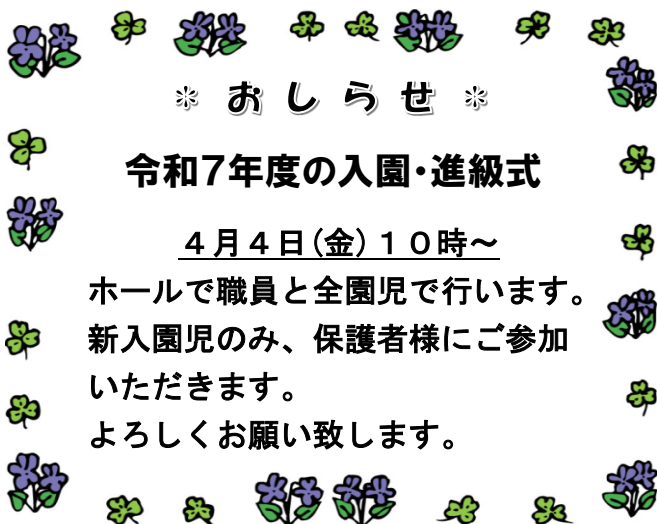 ＊ おしらせ ＊
令和７年度の入園・進級式
４月４日(金)１０時～
ホールで職員と全園児で行います。
新入園児のみ、保護者様にご参加
いただきます。
よろしくお願い致します。